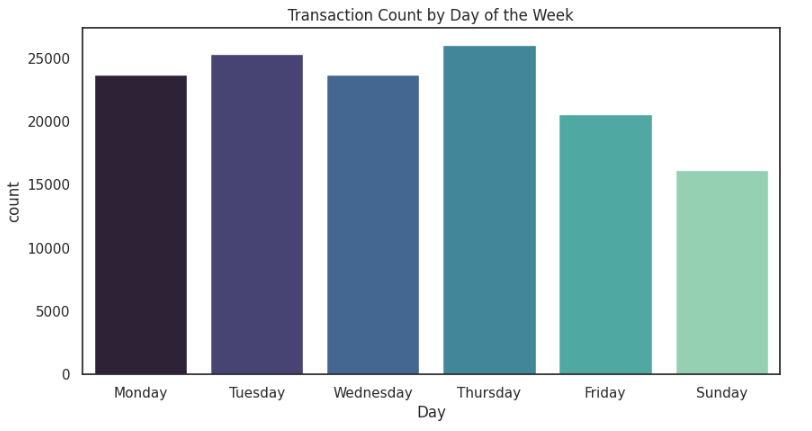 Transaction Count by Day of the Week
count
25000
20000
15000
10000
5000
0
Monday Tuesday Wednesday Thursday Friday Sunday
Day